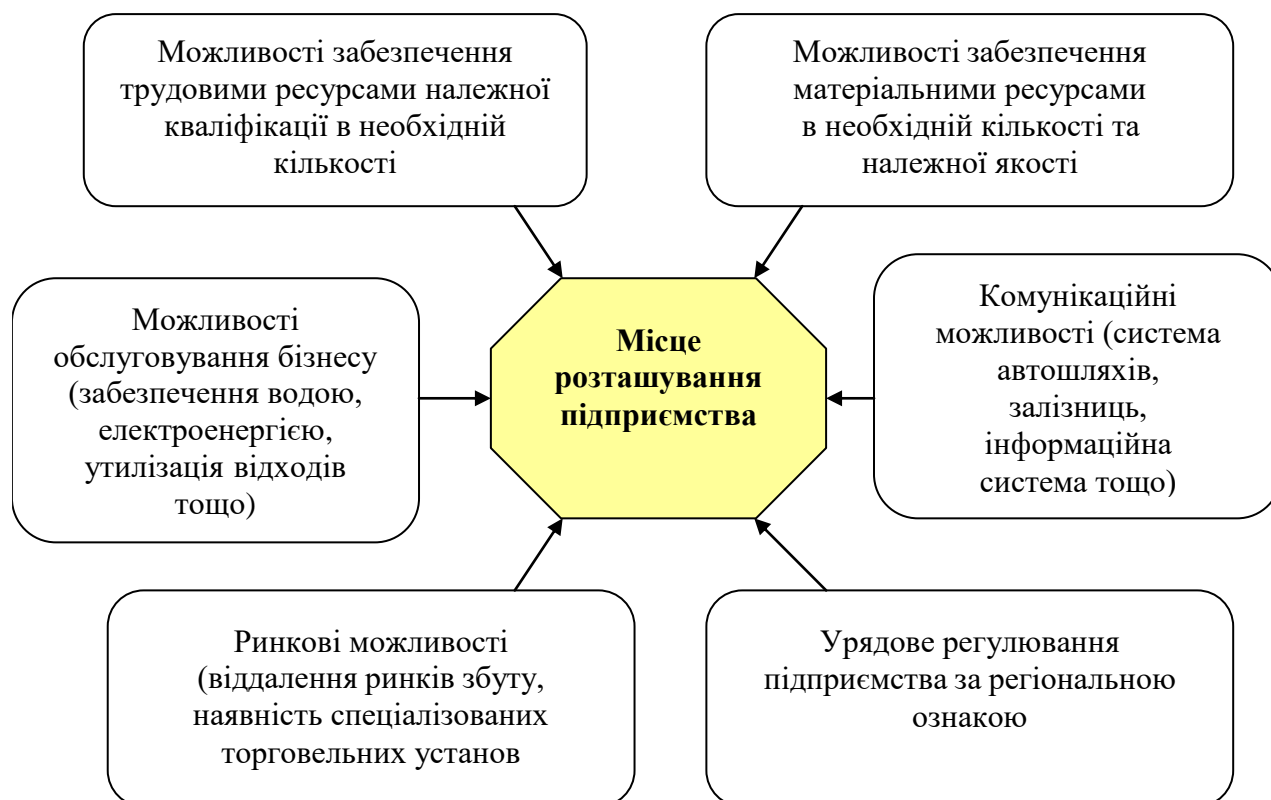 Можливості забезпечення
трудовими ресурсами належної
кваліфікації в необхідній
кількості
Можливості забезпечення
матеріальними ресурсами
в необхідній кількості та
належної якості
Можливості
обслуговування бізнесу
(забезпечення водою,
електроенергією,
утилізація відходів
тощо)
Місце
розташування
підприємства
Комунікаційні
можливості (система
автошляхів,
залізниць,
інформаційна
система тощо)
Ринкові можливості
(віддалення ринків збуту,
наявність спеціалізованих
торговельних установ
Урядове регулювання
підприємства за регіональною
ознакою